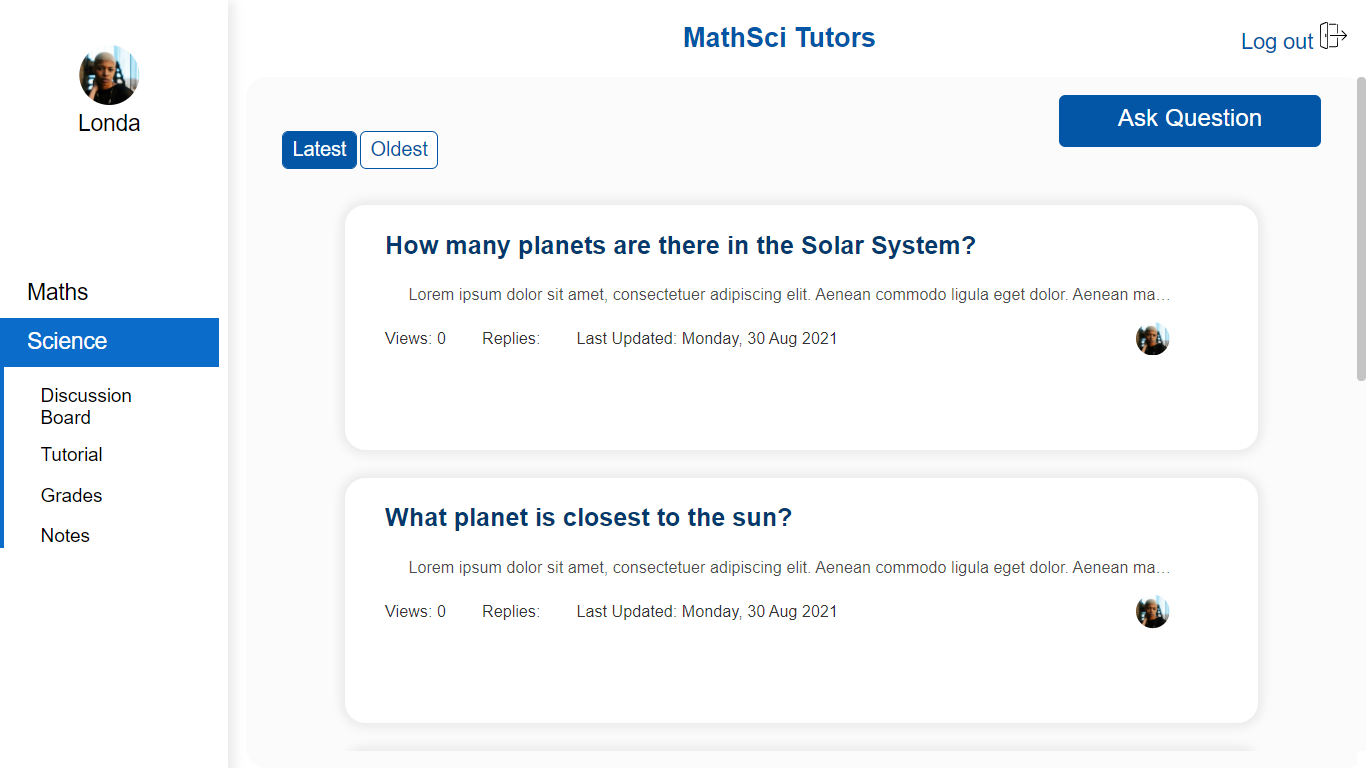 MathSci Tutors
Log out
Londa
Maths
Science
Discussion
Board
Tutorial
Grades
Notes
Ask Question
Latest
Oldest
How many planets are there in the Solar System?
Lorem ipsum dolor sit amet, consectetuer adipiscing elit. Aenean commodo ligula eget dolor. Aenean ma…
Views: 0 Replies: Last Updated: Monday, 30 Aug 2021
What planet is closest to the sun?
Lorem ipsum dolor sit amet, consectetuer adipiscing elit. Aenean commodo ligula eget dolor. Aenean ma…
Views: 0 Replies: Last Updated: Monday, 30 Aug 2021